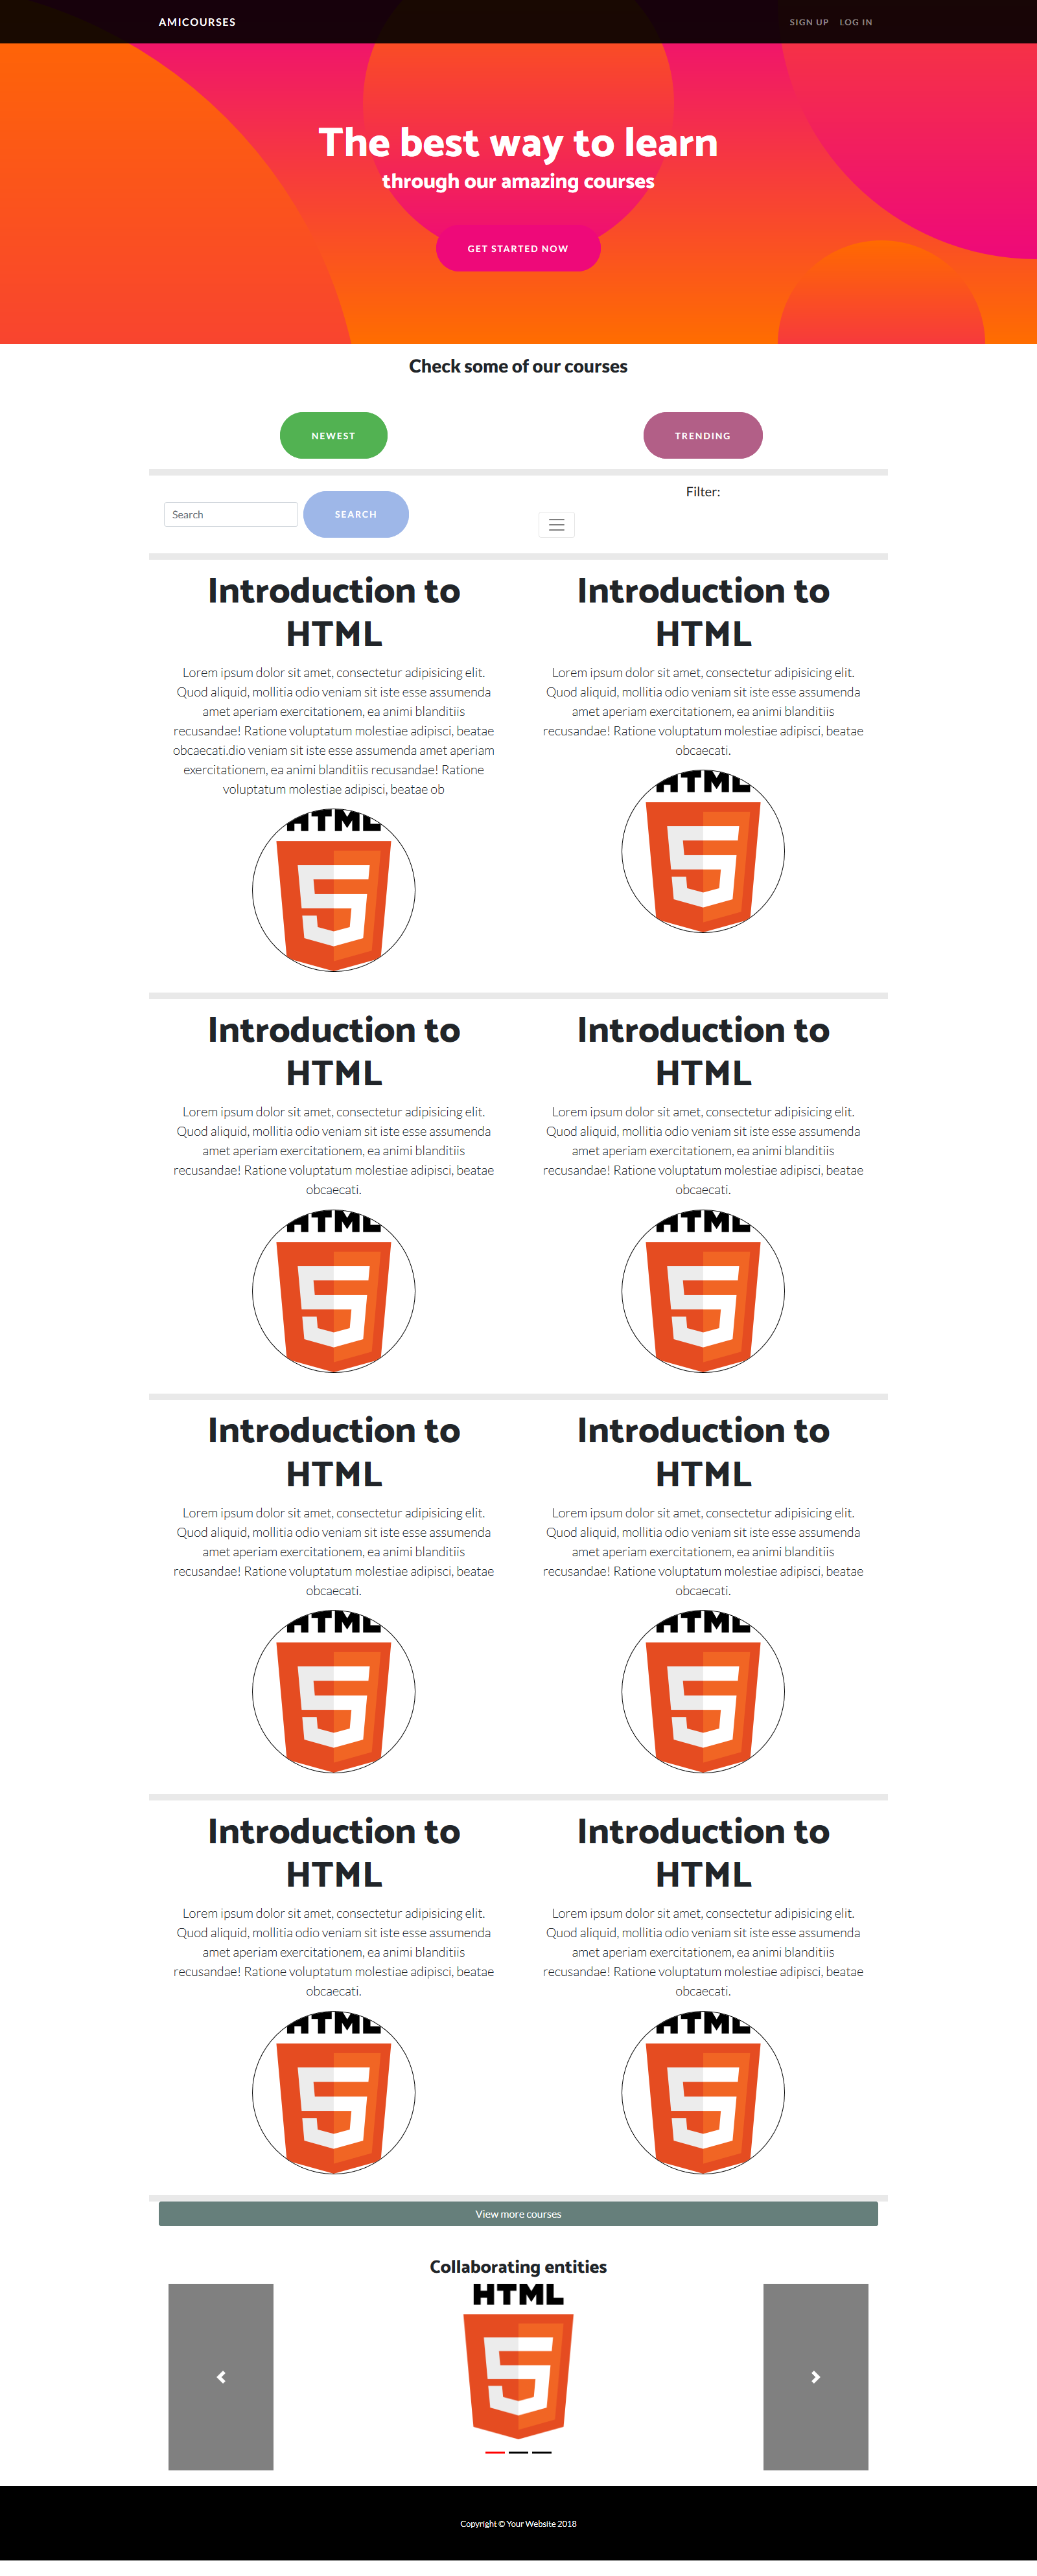 AMICOURSES
SIGN UP LOG IN
The best way to learn
through our amazing courses
GET STARTED NOW
Check some of our courses
NEWEST
TRENDING
Search
SEARCH
Filter:
Introduction to
HTML
Lorem ipsum dolor sit amet, consectetur adipisicing elit.
Quod aliquid, mollitia odio veniam sit iste esse assumenda
amet aperiam exercitationem, ea animi blanditiis
recusandae! Ratione voluptatum molestiae adipisci, beatae
obcaecati.dio veniam sit iste esse assumenda amet aperiam
exercitationem, ea animi blanditiis recusandae! Ratione
voluptatum molestiae adipisci, beatae ob
HTML
Introduction to
HTML
Lorem ipsum dolor sit amet, consectetur adipisicing elit.
Quod aliquid, mollitia odio veniam sit iste esse assumenda
amet aperiam exercitationem, ea animi blanditiis
recusandae! Ratione voluptatum molestiae adipisci, beatae
obcaecati.
HTML
Introduction to
HTML
Lorem ipsum dolor sit amet, consectetur adipisicing elit.
Quod aliquid, mollitia odio veniam sit iste esse assumenda
amet aperiam exercitationem, ea animi blanditiis
recusandae! Ratione voluptatum molestiae adipisci, beatae
obcaecati.
HTML
Introduction to
HTML
Lorem ipsum dolor sit amet, consectetur adipisicing elit.
Quod aliquid, mollitia odio veniam sit iste esse assumenda
amet aperiam exercitationem, ea animi blanditiis
recusandae! Ratione voluptatum molestiae adipisci, beatae
obcaecati.
HTML
Introduction to
HTML
Lorem ipsum dolor sit amet, consectetur adipisicing elit.
Quod aliquid, mollitia odio veniam sit iste esse assumenda
amet aperiam exercitationem, ea animi blanditiis
recusandae! Ratione voluptatum molestiae adipisci, beatae
obcaecati.
HTML
Introduction to
HTML
Lorem ipsum dolor sit amet, consectetur adipisicing elit.
Quod aliquid, mollitia odio veniam sit iste esse assumenda
amet aperiam exercitationem, ea animi blanditiis
recusandae! Ratione voluptatum molestiae adipisci, beatae
obcaecati.
HTML
Introduction to
HTML
Lorem ipsum dolor sit amet, consectetur adipisicing elit.
Quod aliquid, mollitia odio veniam sit iste esse assumenda
amet aperiam exercitationem, ea animi blanditiis
recusandae! Ratione voluptatum molestiae adipisci, beatae
obcaecati.
HTML
Introduction to
HTML
Lorem ipsum dolor sit amet, consectetur adipisicing elit.
Quod aliquid, mollitia odio veniam sit iste esse assumenda
amet aperiam exercitationem, ea animi blanditiis
recusandae! Ratione voluptatum molestiae adipisci, beatae
obcaecati.
HTML
View more courses
Collaborating entities
HTML
Copyright © Your Website 2018